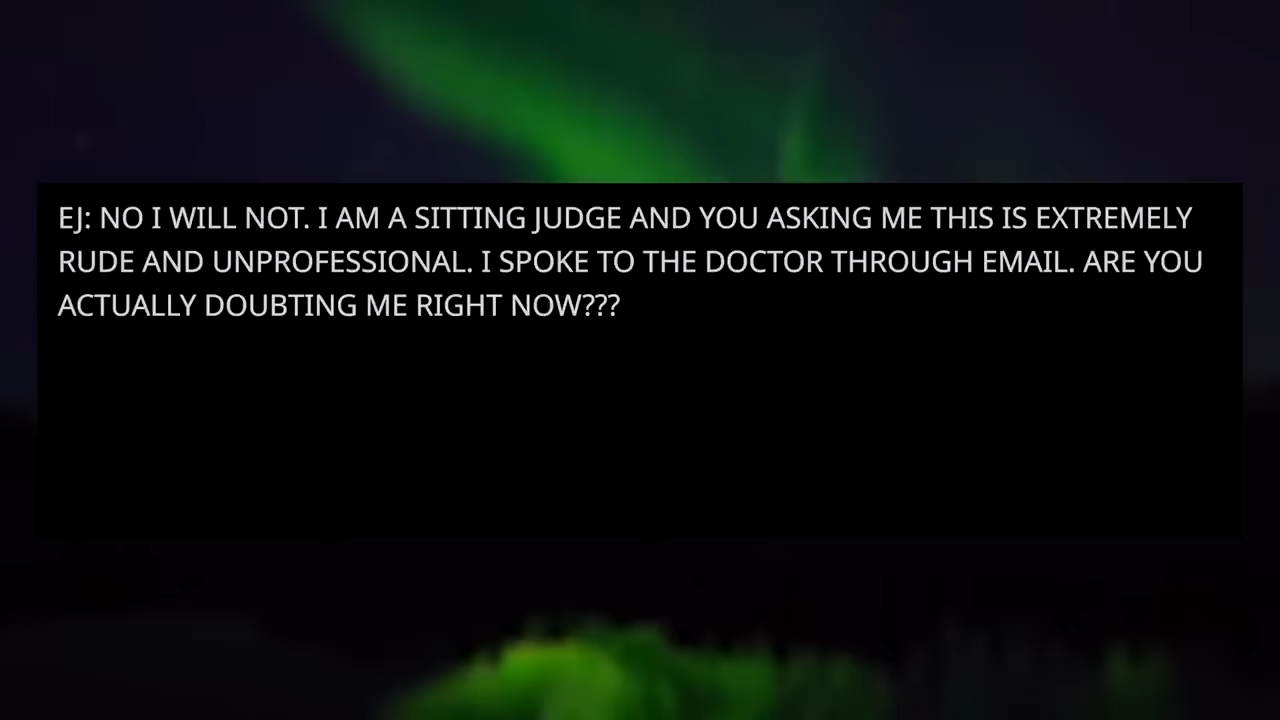 EJ: NO I WILL NOT. I AM A SITTING JUDGE AND YOU ASKING ME THIS IS EXTREMELY
RUDE AND UNPROFESSIONAL. I SPOKE TO THE DOCTOR THROUGH EMAIL. ARE YOU
ACTUALLY DOUBTING ME RIGHT NOW???